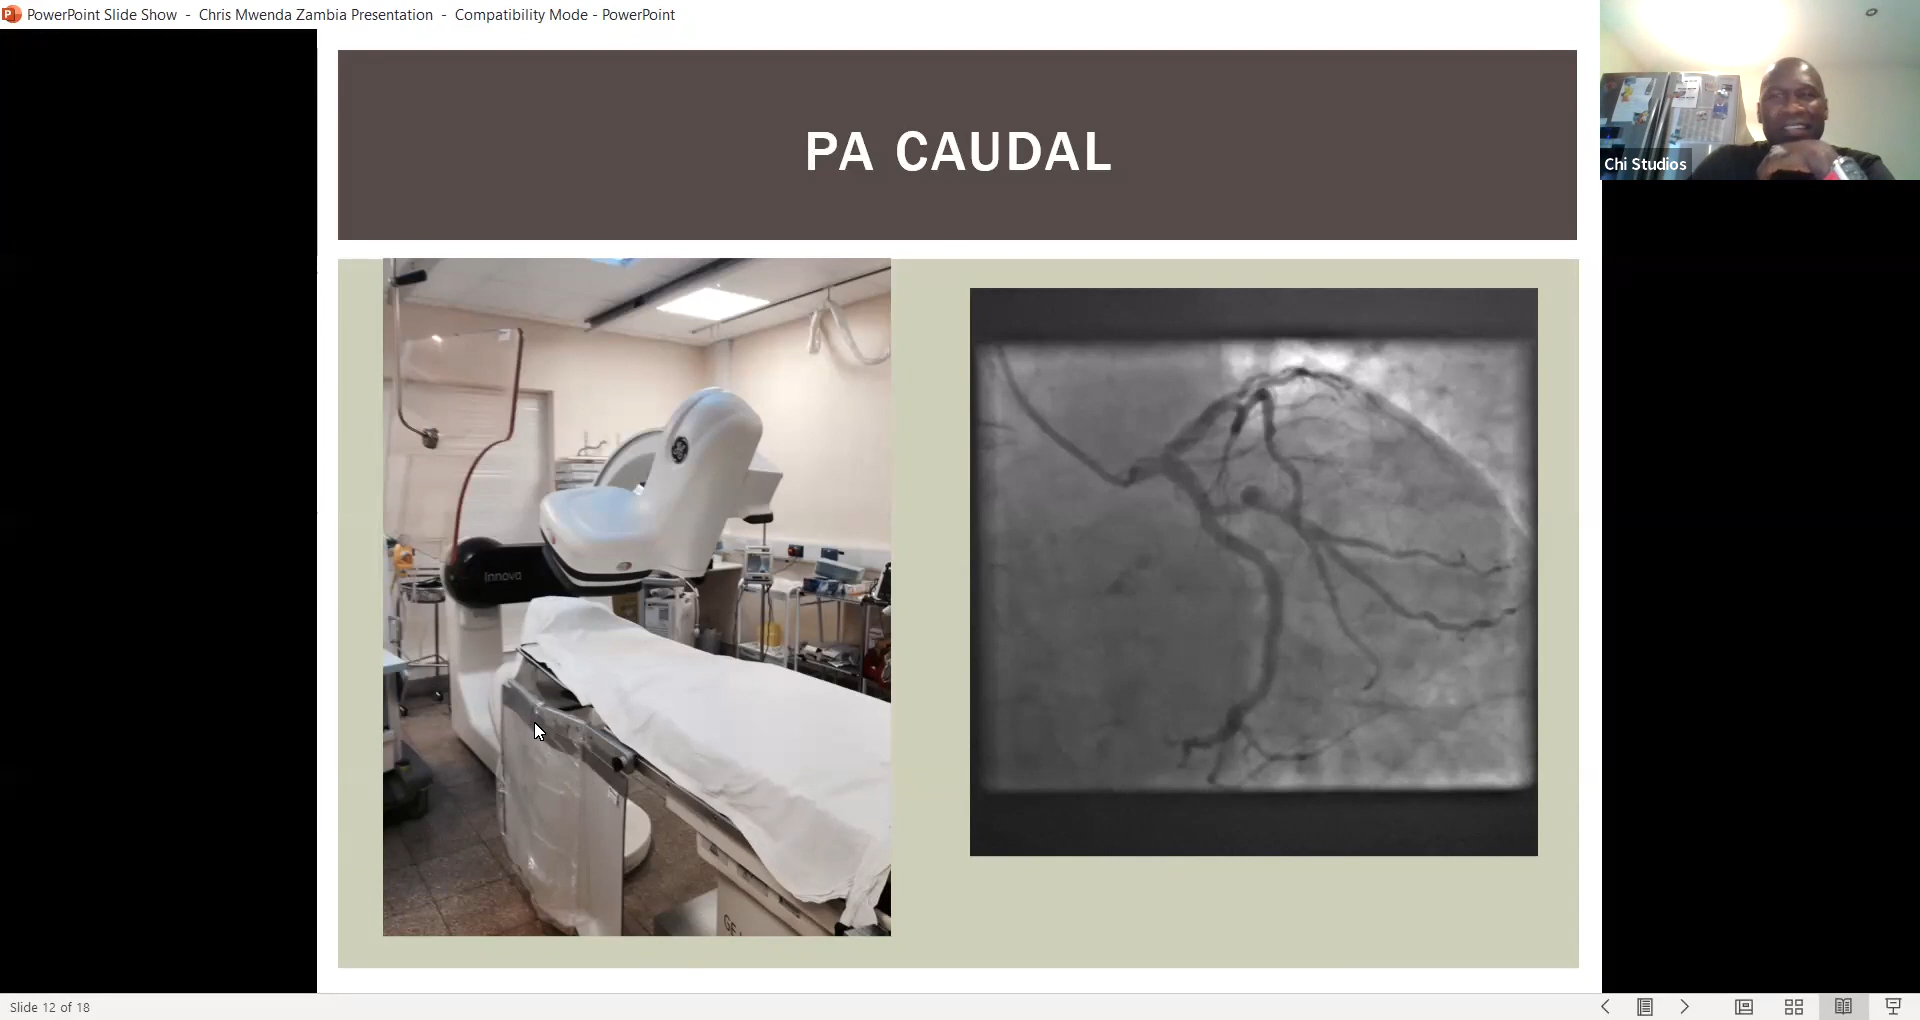 PowerPoint Slide Show - Chris Mwenda Zambia Presentation - Compatibility Mode - PowerPoint
PA CAUDAL
Chi Studios
Innova
GE
Slide 12 of 18